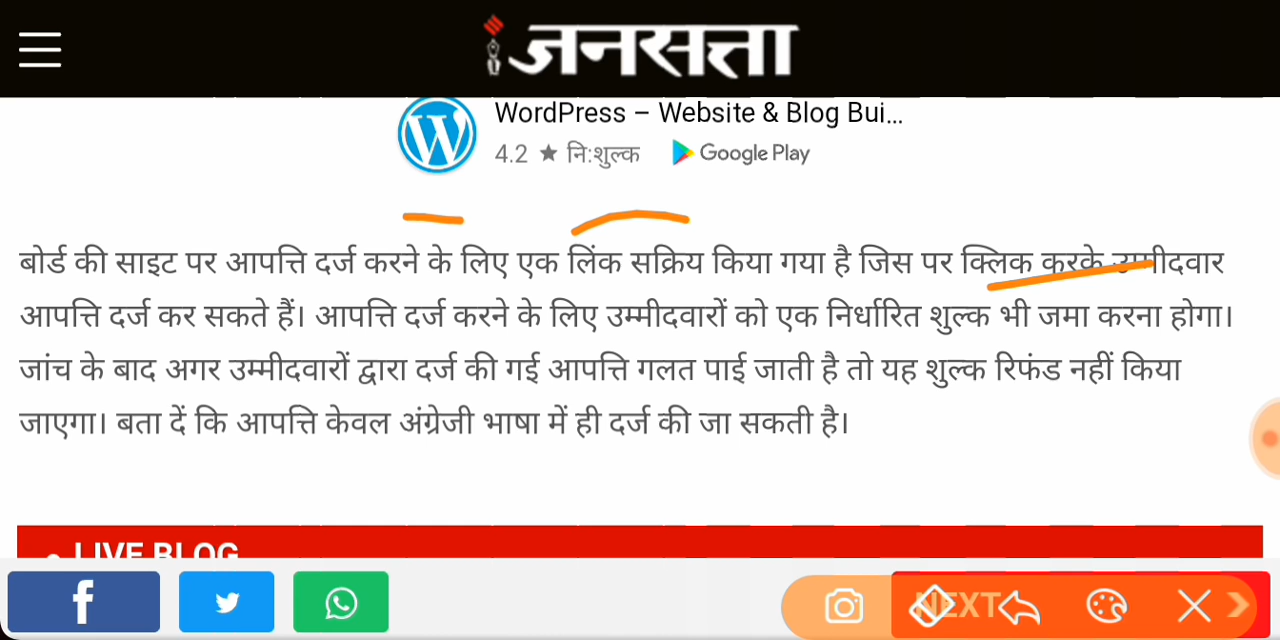 जनसत्ता
WordPress – Website & Blog Bui...
4.2 ★ नि:शुल्क Google Play
बोर्ड की साइट पर आपत्ति दर्ज करने के लिए एक लिंक सक्रिय किया गया है जिस पर क्लिक करके उम्मीदवार
आपत्ति दर्ज कर सकते हैं। आपत्ति दर्ज करने के लिए उम्मीदवारों को एक निर्धारित शुल्क भी जमा करना होगा।
जांच के बाद अगर उम्मीदवारों द्वारा दर्ज की गई आपत्ति गलत पाई जाती है तो यह शुल्क रिफंड नहीं किया
जाएगा। बता दें कि आपत्ति केवल अंग्रेजी भाषा में ही दर्ज की जा सकती है।
LIVE BLOG
NEXT